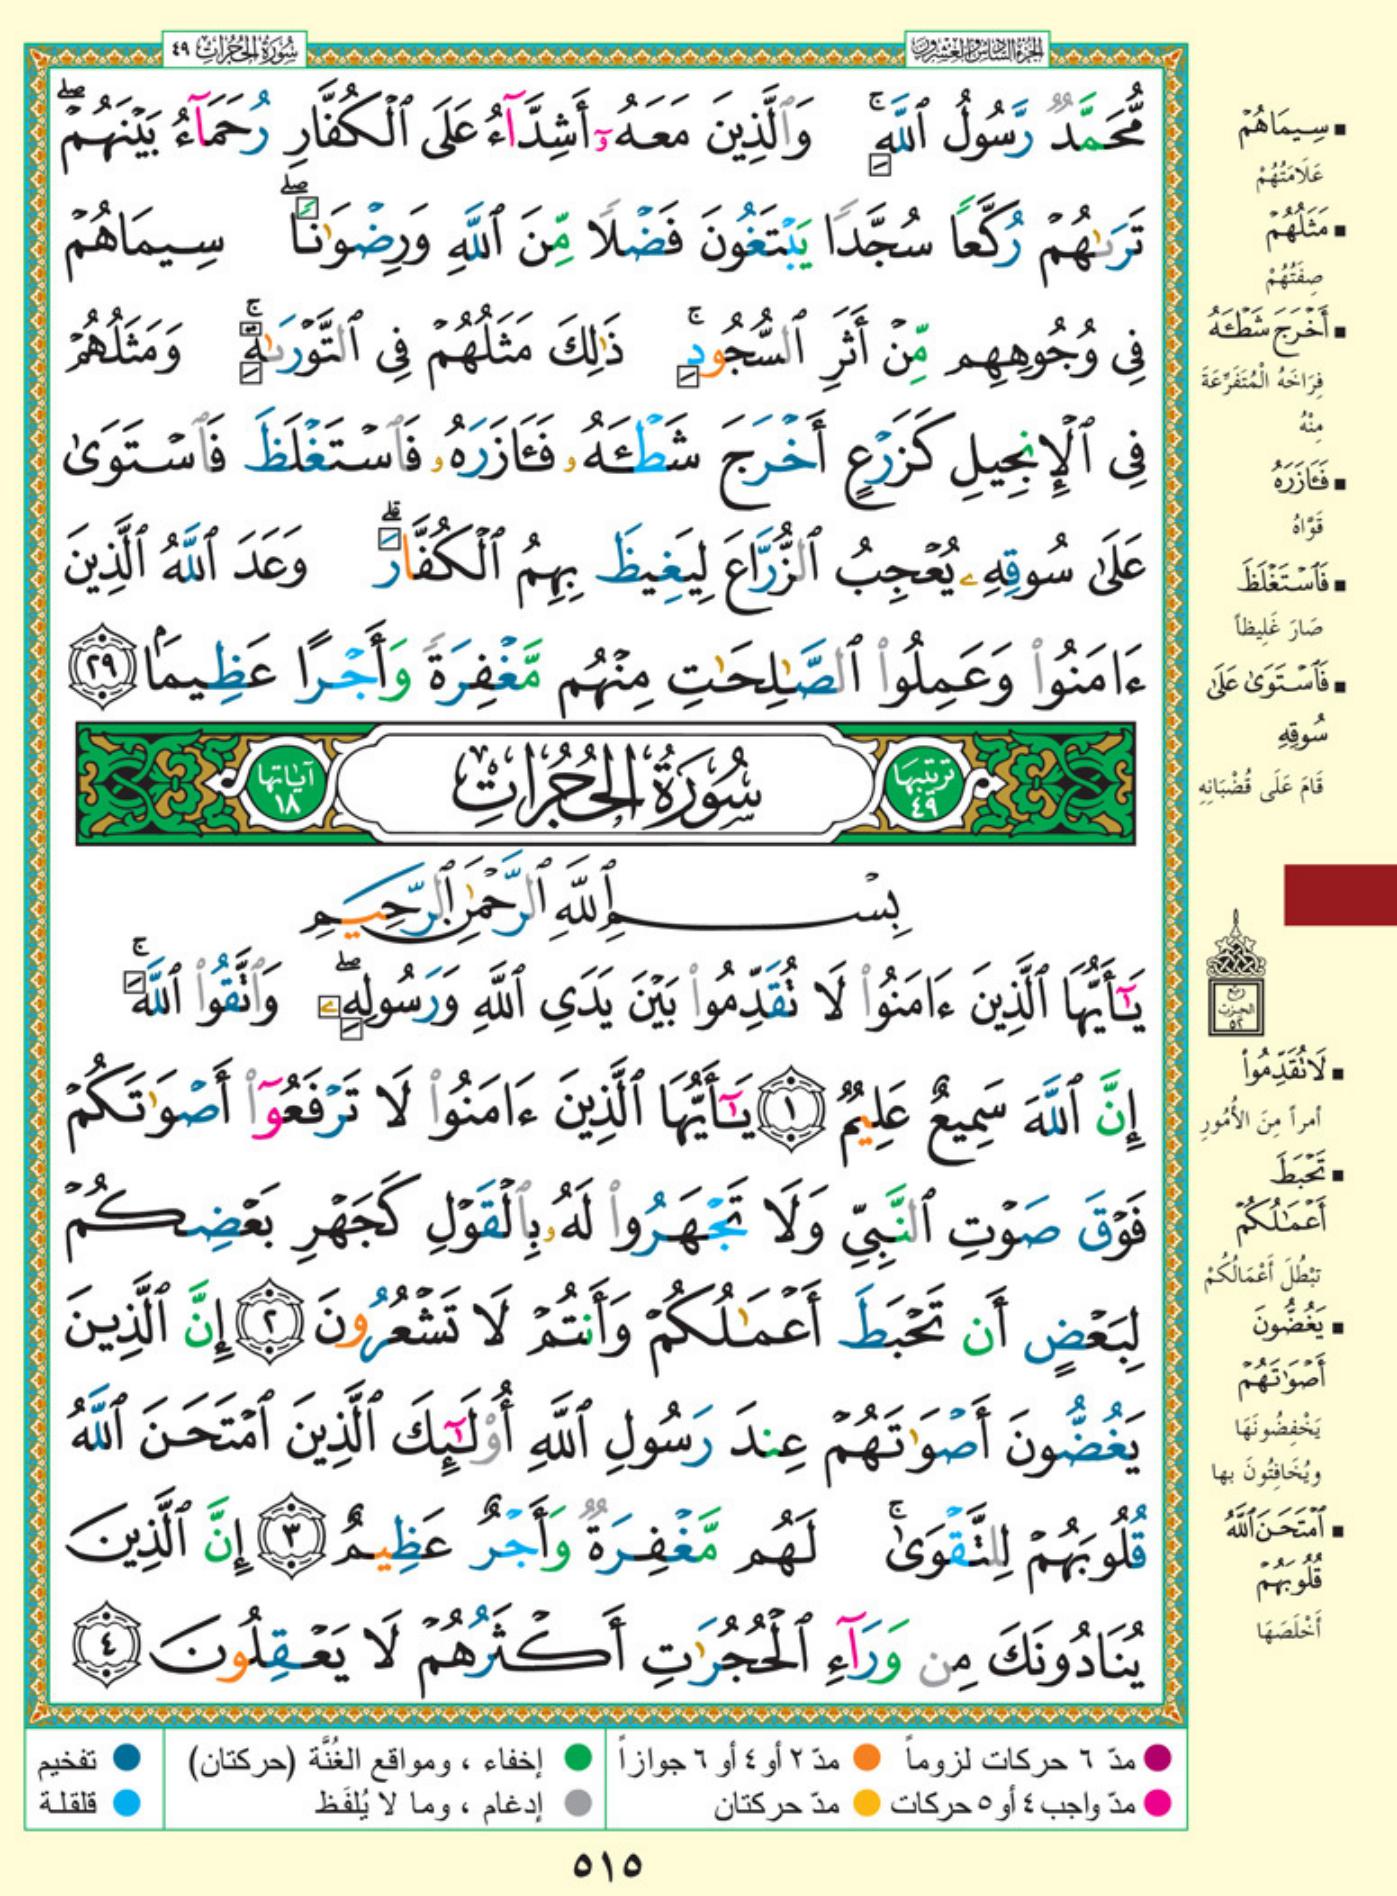 الجزء السادس والعشرون
سُورَةُ الحُجُرَاتِ ٤٩
مُّحَمَّدٌ رَّسُولُ ٱللَّهِۚ وَٱلَّذِينَ مَعَهُۥٓ أَشِدَّآءُ عَلَى ٱلْكُفَّارِ رُحَمَآءُ بَيْنَهُمْۖ
تَرَىٰهُمْ رُكَّعًا سُجَّدًا يَبْتَغُونَ فَضْلًا مِّنَ ٱللَّهِ وَرِضْوَٰنًاۖ سِيمَاهُمْ
فِى وُجُوهِهِم مِّنْ أَثَرِ ٱلسُّجُودِۚ ذَٰلِكَ مَثَلُهُمْ فِى ٱلتَّوْرَىٰةِۚ وَمَثَلُهُمْ
فِى ٱلْإِنجِيلِ كَزَرْعٍ أَخْرَجَ شَطْـَٔهُۥ فَـَٔازَرَهُۥ فَٱسْتَغْلَظَ فَٱسْتَوَىٰ
عَلَىٰ سُوقِهِۦ يُعْجِبُ ٱلزُّرَّاعَ لِيَغِيظَ بِهِمُ ٱلْكُفَّارَۗ وَعَدَ ٱللَّهُ ٱلَّذِينَ
ءَامَنُوا۟ وَعَمِلُوا۟ ٱلصَّٰلِحَٰتِ مِنْهُم مَّغْفِرَةً وَأَجْرًا عَظِيمًۢا ٢٩
ترتيبها ٤٩
سُورَةُ الحُجُرَاتِ
آياتها ١٨
بِسْمِ ٱللَّهِ ٱلرَّحْمَٰنِ ٱلرَّحِيمِ
يَٰٓأَيُّهَا ٱلَّذِينَ ءَامَنُوا۟ لَا تُقَدِّمُوا۟ بَيْنَ يَدَىِ ٱللَّهِ وَرَسُولِهِۦۖ وَٱتَّقُوا۟ ٱللَّهَۚ
إِنَّ ٱللَّهَ سَمِيعٌ عَلِيمٌ ١ يَٰٓأَيُّهَا ٱلَّذِينَ ءَامَنُوا۟ لَا تَرْفَعُوٓا۟ أَصْوَٰتَكُمْ
فَوْقَ صَوْتِ ٱلنَّبِىِّ وَلَا تَجْهَرُوا۟ لَهُۥ بِٱلْقَوْلِ كَجَهْرِ بَعْضِكُمْ
لِبَعْضٍ أَن تَحْبَطَ أَعْمَٰلُكُمْ وَأَنتُمْ لَا تَشْعُرُونَ ٢ إِنَّ ٱلَّذِينَ
يَغُضُّونَ أَصْوَٰتَهُمْ عِندَ رَسُولِ ٱللَّهِ أُو۟لَٰٓئِكَ ٱلَّذِينَ ٱمْتَحَنَ ٱللَّهُ
قُلُوبَهُمْ لِلتَّقْوَىٰۚ لَهُم مَّغْفِرَةٌ وَأَجْرٌ عَظِيمٌ ٣ إِنَّ ٱلَّذِينَ
يُنَادُونَكَ مِن وَرَآءِ ٱلْحُجُرَٰتِ أَكْثَرُهُمْ لَا يَعْقِلُونَ ٤
■ سِيمَاهُمْ
عَلَامَتُهُمْ
■ مَثَلُهُمْ
صِفَتُهُمْ
■ أَخْرَجَ شَطْـَٔهُ
فِرَاخَهُ الْمُتَفَرِّعَةَ
مِنْهُ
■ فَـَٔازَرَهُ
قَوَّاهُ
■ فَٱسْتَغْلَظَ
صَارَ غَلِيظاً
■ فَٱسْتَوَىٰ عَلَىٰ
سُوقِهِ
قَامَ عَلَى قُضْبَانِهِ
ربع
الحزب
٥٢
■ لَا تُقَدِّمُوا۟
أمراً مِنَ الأُمُورِ
■ تَحْبَطَ
أَعْمَٰلُكُمْ
تَبْطُلَ أَعْمَالُكُمْ
■ يَغُضُّونَ
أَصْوَٰتَهُمْ
يَخْفِضُونَهَا
ويُخَافِتُونَ بها
■ ٱمْتَحَنَ ٱللَّهُ
قُلُوبَهُمْ
أَخْلَصَهَا
مدّ ٦ حركات لزوماً
مدّ ٢ أو ٤ أو ٦ جوازاً
إخفاء ، ومواقع الغُنَّة (حركتان)
تفخيم
مدّ واجب ٤ أو ٥ حركات
مدّ حركتان
إدغام ، وما لا يُلفَظ
قلقلة
٥١٥